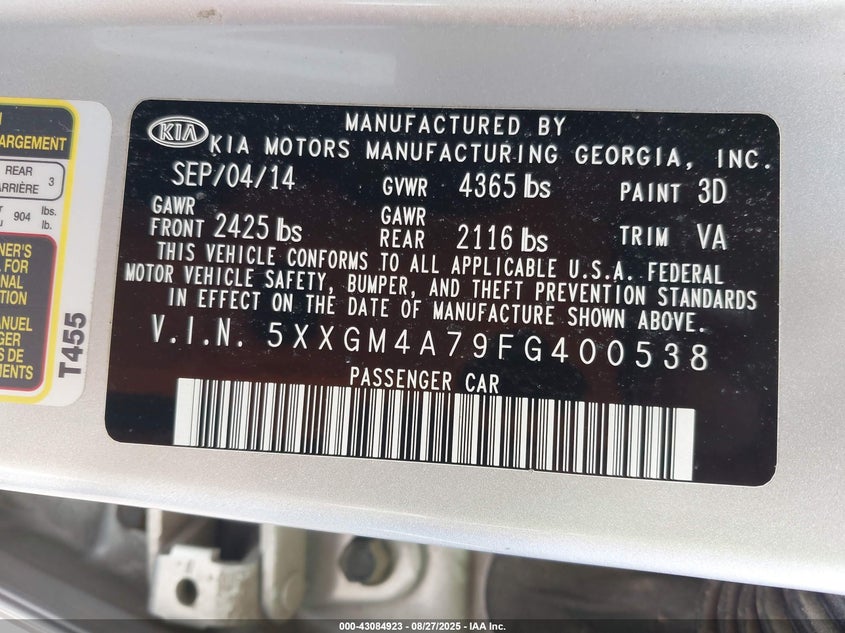 ARGEMENT
REAR
ARRIÈRE 3
904 lbs.
lb.
NER'S
L FOR
ONAL
TION
MANUEL
GER
S DE
MENTS
T455
KIA
MANUFACTURED BY
KIA MOTORS MANUFACTURING GEORGIA, INC.
SEP/04/14 GVWR 4365 lbs PAINT 3D
GAWR FRONT 2425 lbs GAWR REAR 2116 lbs TRIM VA
THIS VEHICLE CONFORMS TO ALL APPLICABLE U.S.A. FEDERAL
MOTOR VEHICLE SAFETY, BUMPER, AND THEFT PREVENTION STANDARDS
IN EFFECT ON THE DATE OF MANUFACTURE SHOWN ABOVE.
V.I.N. 5XXGM4A79FG400538
PASSENGER CAR
000-43084923 – 08/27/2025 – IAA Inc.